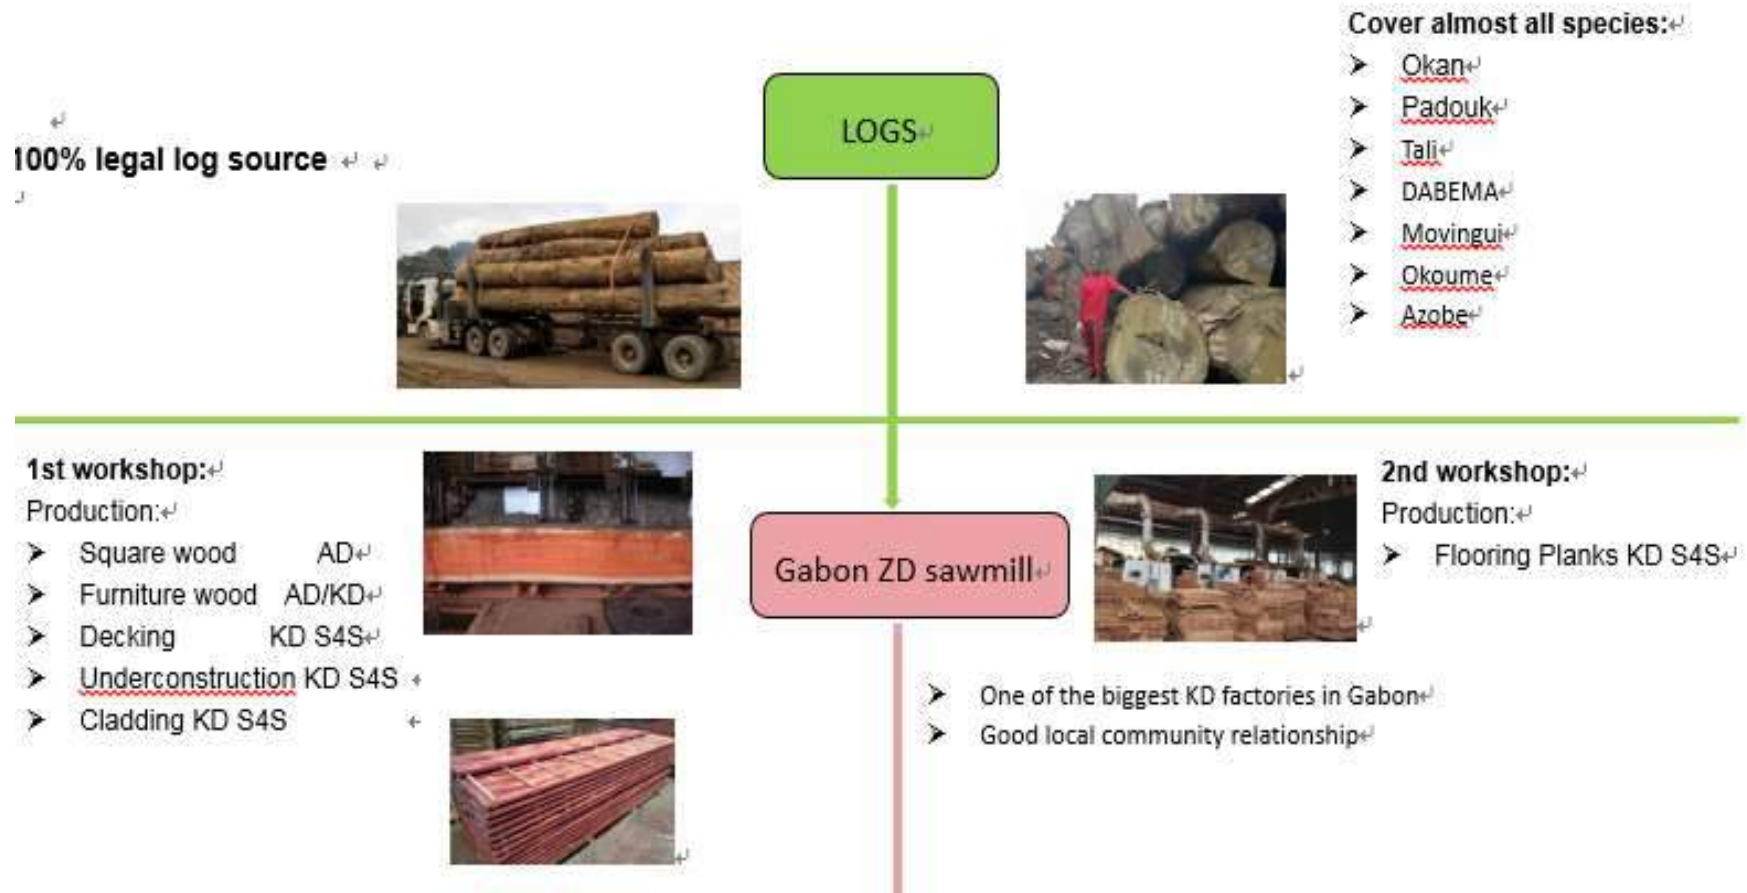 Cover almost all species:
Okan
Padouk
Tali
DABEMA
Movingui
Okoume
Azobe
LOGS
100% legal log source
1st workshop:
Production:
Square wood AD
Furniture wood AD/KD
Decking KD S4S
Underconstruction KD S4S
Cladding KD S4S
Gabon ZD sawmill
2nd workshop:
Production:
Flooring Planks KD S4S
One of the biggest KD factories in Gabon
Good local community relationship